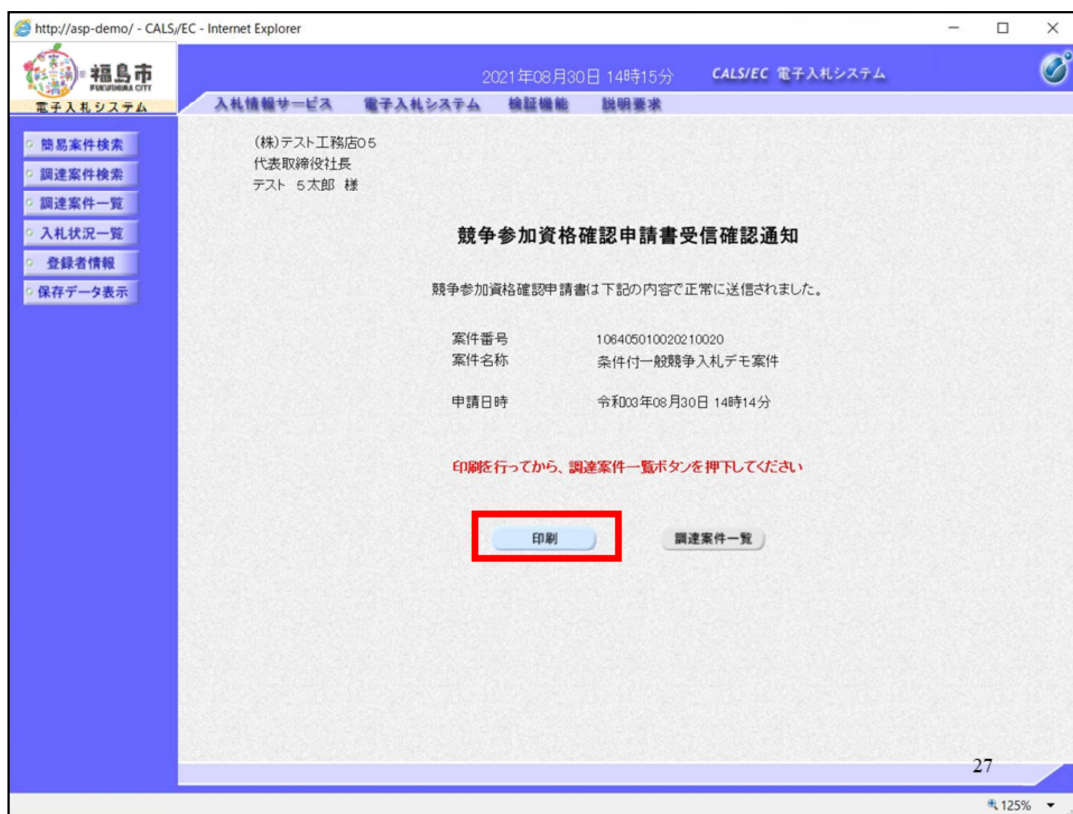 http://asp-demo/ - CALS/EC - Internet Explorer
福島市
FUKUSHIMA CITY
電子入札システム
2021年08月30日 14時15分
CALS/EC 電子入札システム
入札情報サービス 電子入札システム 検証機能 説明要求
簡易案件検索
調達案件検索
調達案件一覧
入札状況一覧
登録者情報
保存データ表示
(株)テスト工務店05
代表取締役社長
テスト 5太郎 様
競争参加資格確認申請書受信確認通知
競争参加資格確認申請書は下記の内容で正常に送信されました。
案件番号 106405010020210020
案件名称 条件付一般競争入札デモ案件
申請日時 令和03年08月30日 14時14分
印刷を行ってから、調達案件一覧ボタンを押下してください
印刷
調達案件一覧
27
125%